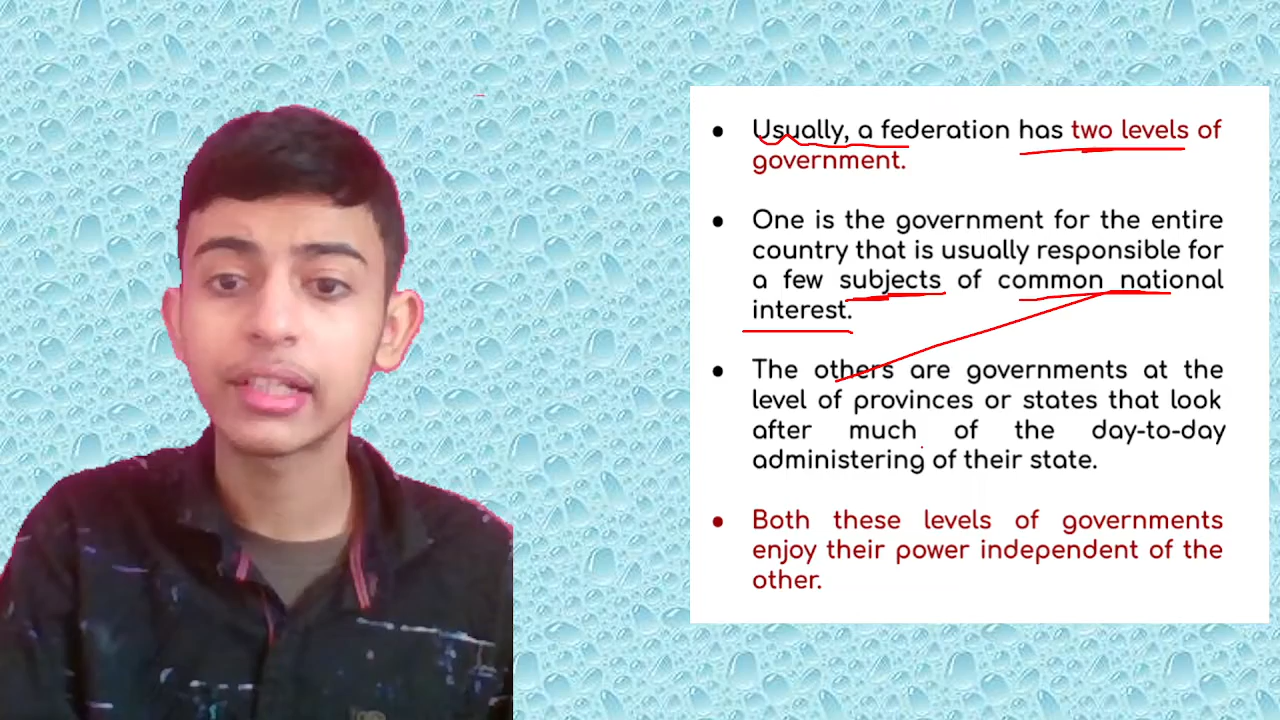 • Usually, a federation has two levels of
government.
• One is the government for the entire
country that is usually responsible for
a few subjects of common national
interest.
• The others are governments at the
level of provinces or states that look
after much of the day-to-day
administering of their state.
• Both these levels of governments
enjoy their power independent of the
other.